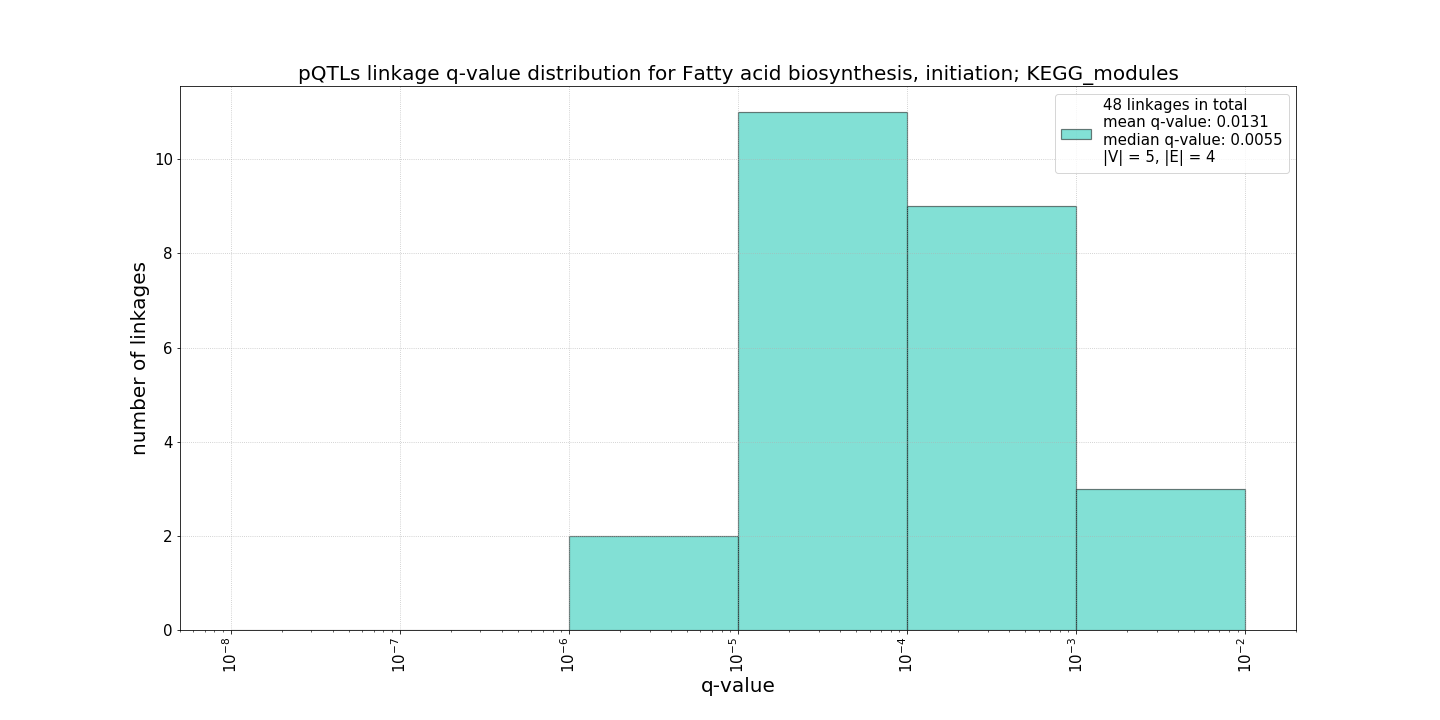 pQTLs linkage q-value distribution for Fatty acid biosynthesis, initiation; KEGG_modules
48 linkages in total
mean q-value: 0.0131
median q-value: 0.0055
|V| = 5, |E| = 4
number of linkages
10
8
6
4
2
0
10⁻⁸ 10⁻⁷ 10⁻⁶ 10⁻⁵ 10⁻⁴ 10⁻³ 10⁻²
q-value